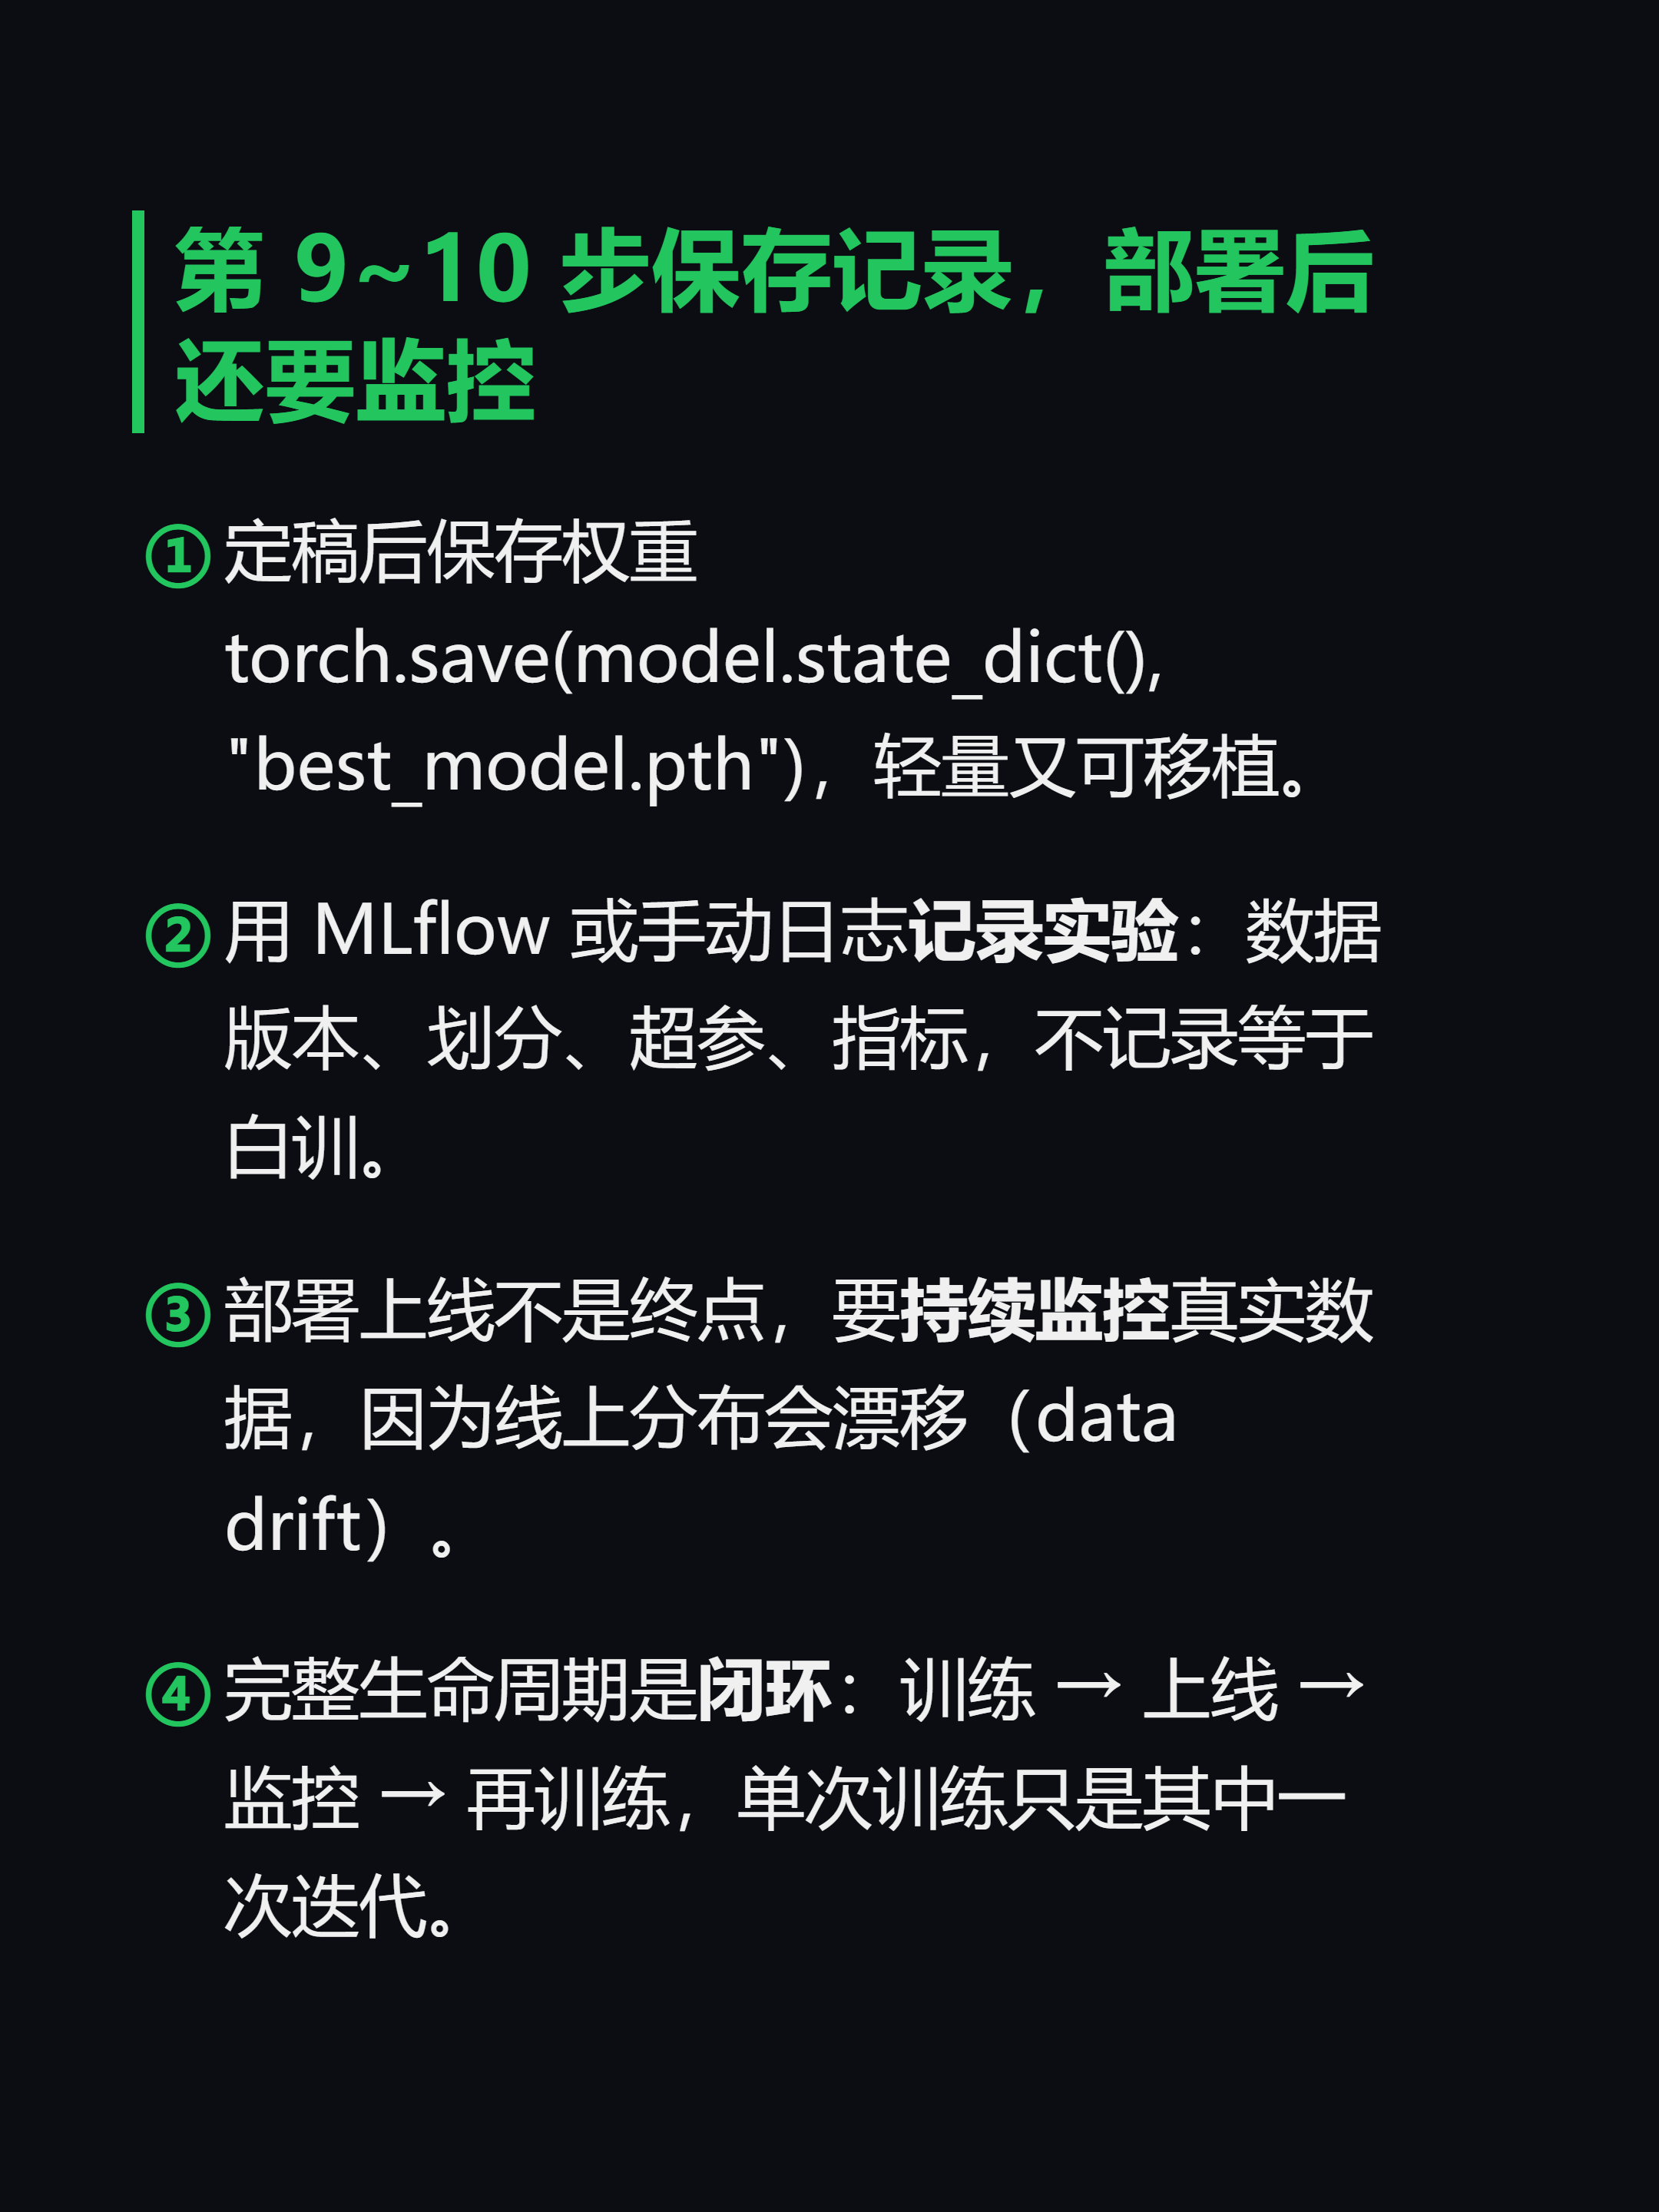 第 9~10 步保存记录，部署后
还要监控
① 定稿后保存权重
torch.save(model.state_dict(),
"best_model.pth")，轻量又可移植。
② 用 MLflow 或手动日志记录实验：数据
版本、划分、超参、指标，不记录等于
白训。
③ 部署上线不是终点，要持续监控真实数
据，因为线上分布会漂移（data
drift）。
④ 完整生命周期是闭环：训练 → 上线 →
监控 → 再训练，单次训练只是其中一
次迭代。